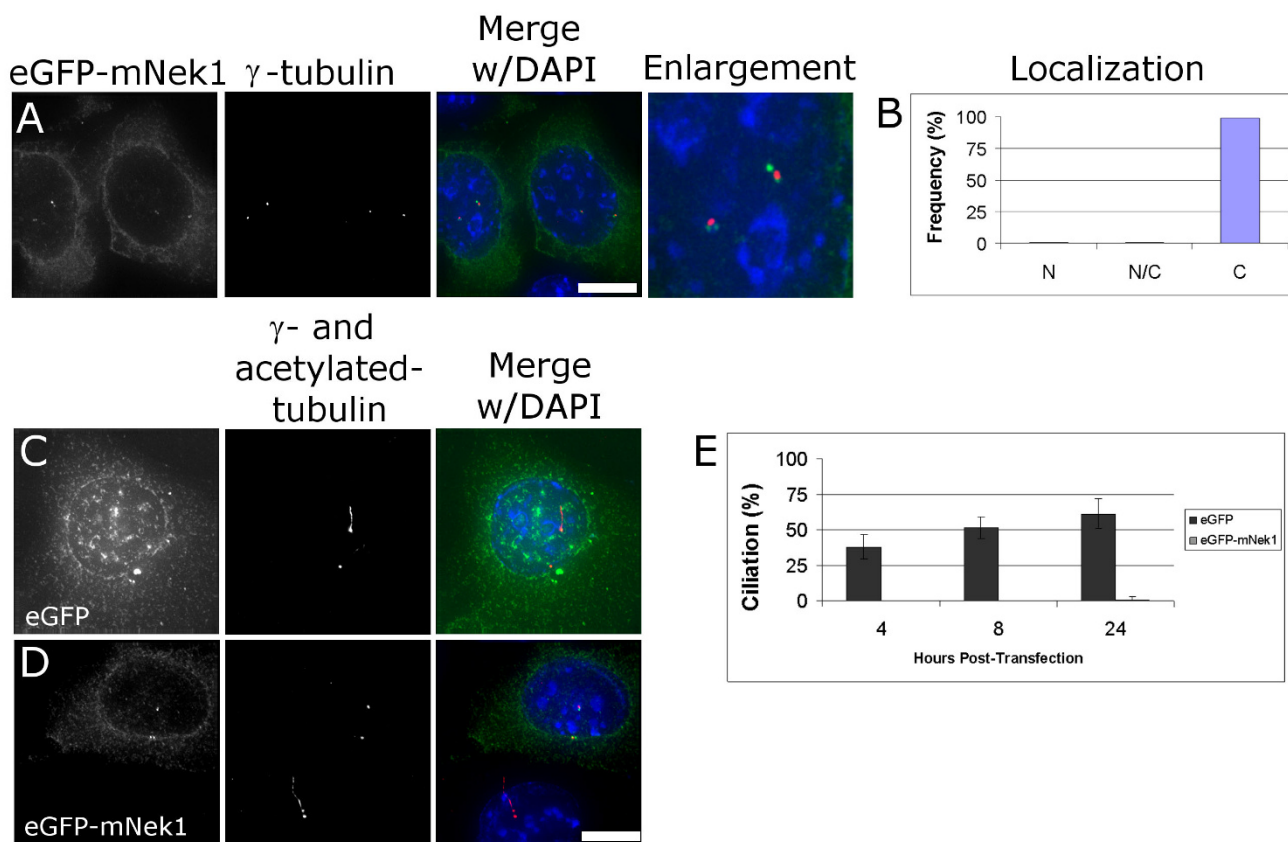 eGFP-mNek1
γ-tubulin
Merge
w/DAPI
Enlargement
Localization
A
B
Frequency (%)
100
75
50
25
0
N
N/C
C
γ- and
acetylated-
tubulin
Merge
w/DAPI
C
eGFP
D
eGFP-mNek1
E
Ciliation (%)
100
75
50
25
0
4
8
24
Hours Post-Transfection
eGFP
eGFP-mNek1